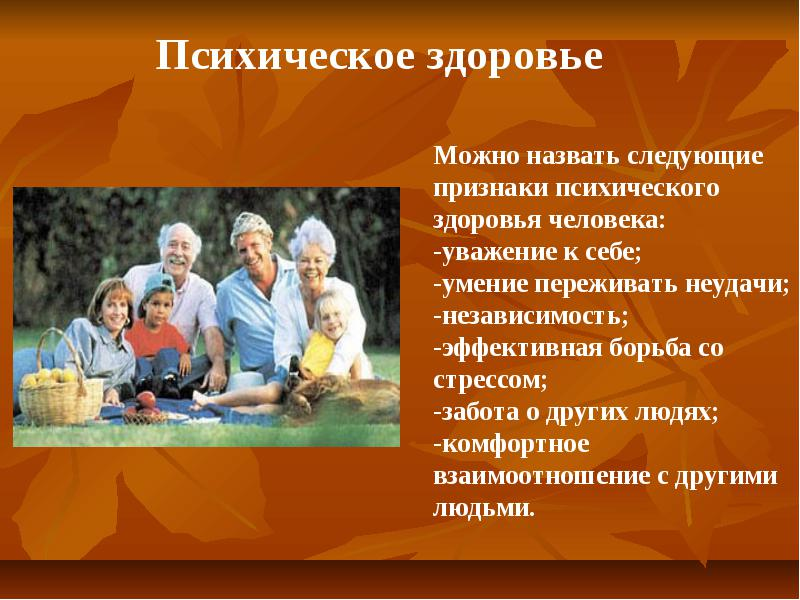 Психическое здоровье
Можно назвать следующие
признаки психического
здоровья человека:
-уважение к себе;
-умение переживать неудачи;
-независимость;
-эффективная борьба со
стрессом;
-забота о других людях;
-комфортное
взаимоотношение с другими
людьми.